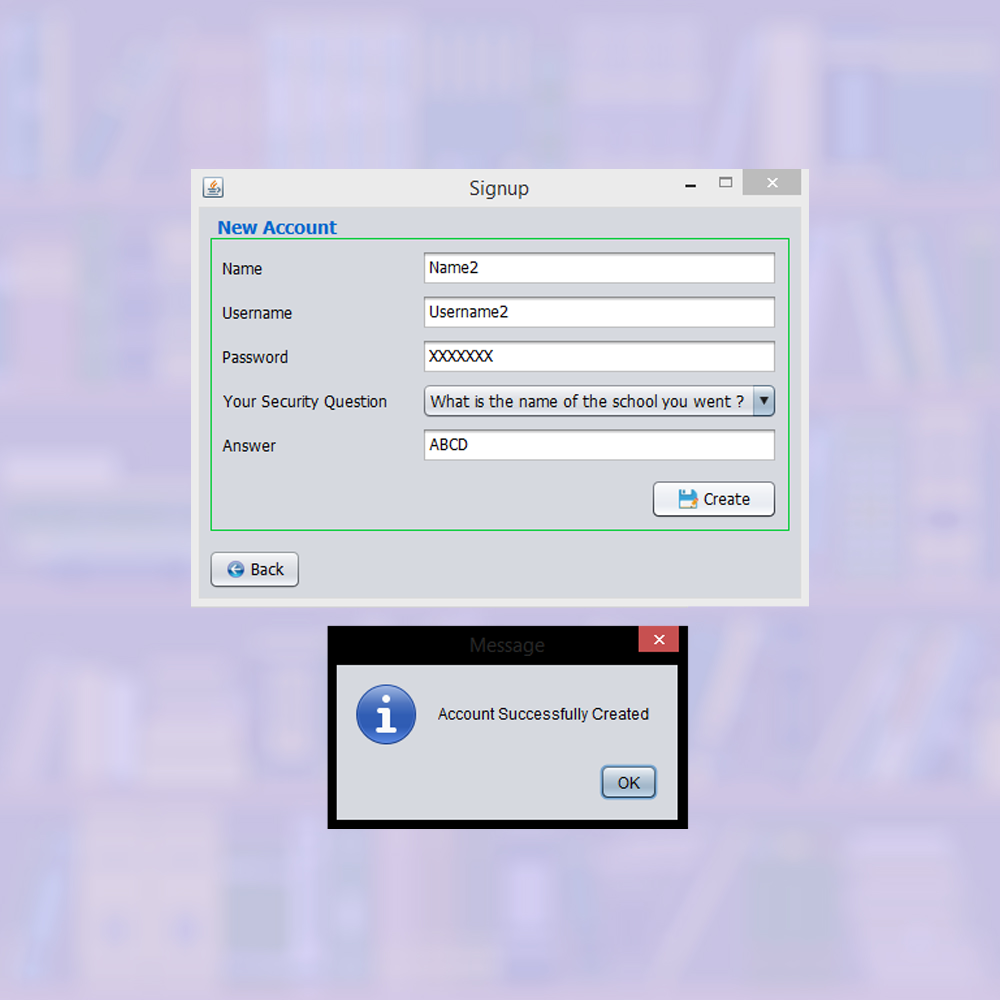 Signup
New Account
Name Name2
Username Username2
Password XXXXXXX
Your Security Question What is the name of the school you went ?
Answer ABCD
Create
Back
Message
Account Successfully Created
OK